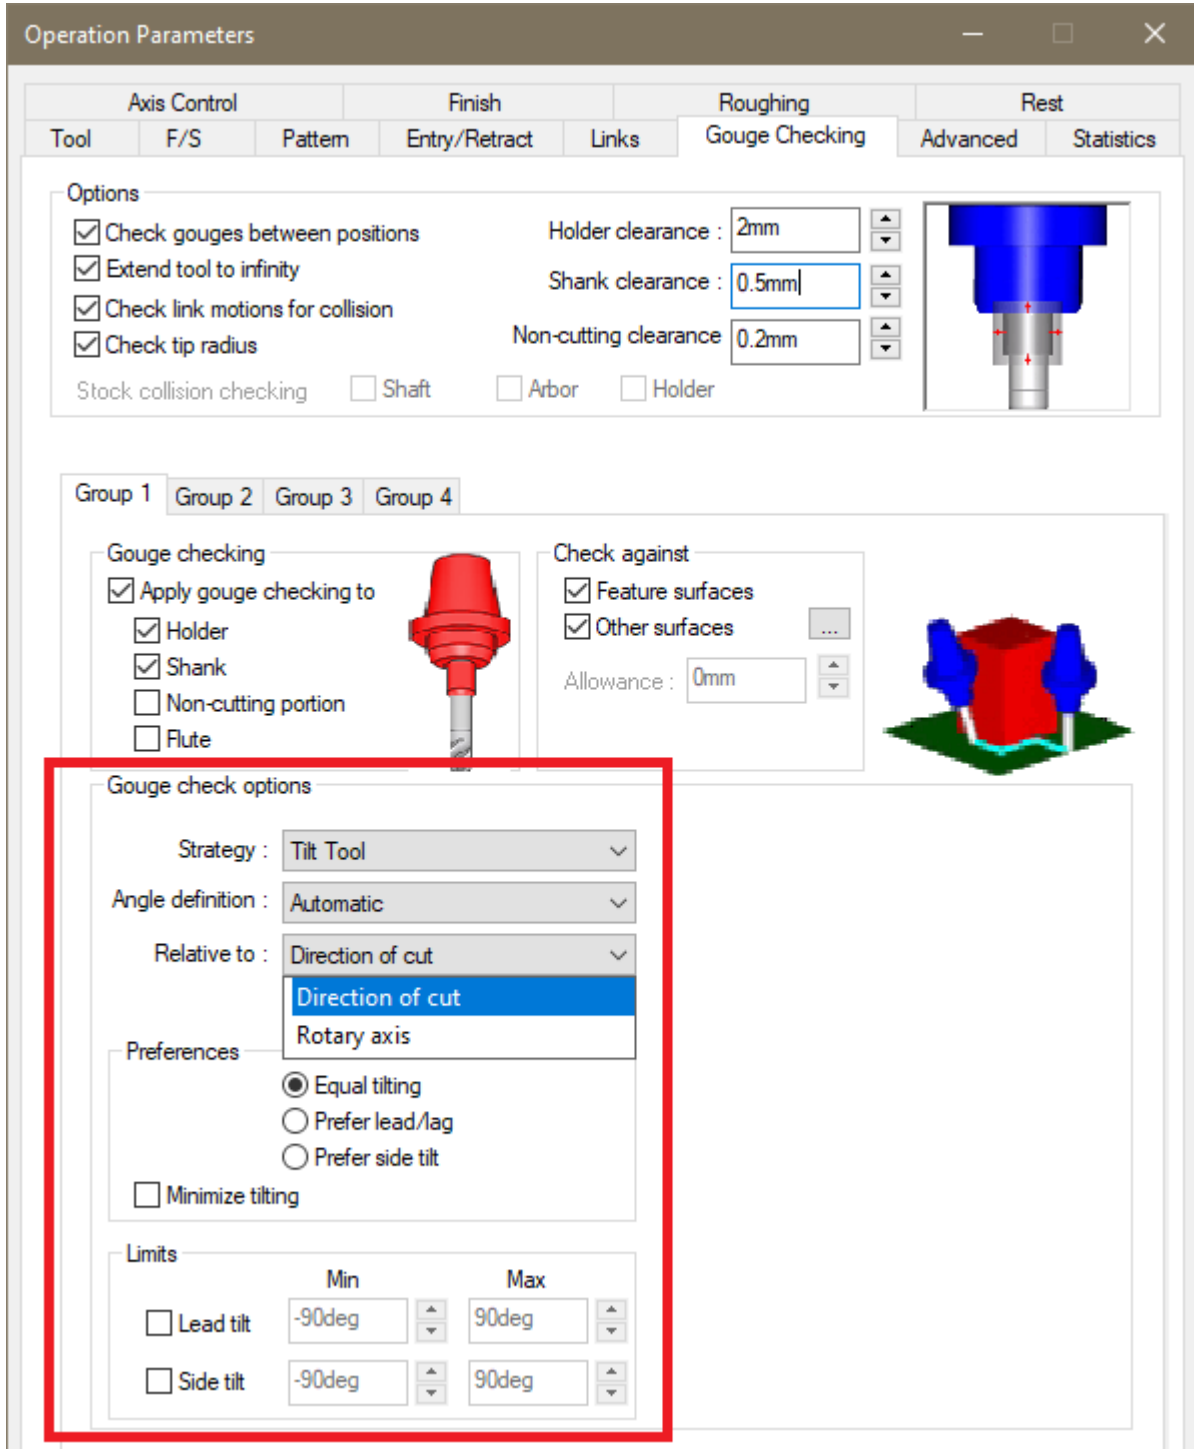 Operation Parameters
Axis Control Finish Roughing Rest
Tool F/S Pattern Entry/Retract Links Gouge Checking Advanced Statistics
Options
Check gouges between positions
Extend tool to infinity
Check link motions for collision
Check tip radius
Holder clearance : 2mm
Shank clearance : 0.5mm
Non-cutting clearance 0.2mm
Stock collision checking Shaft Arbor Holder
Group 1 Group 2 Group 3 Group 4
Gouge checking
Apply gouge checking to
Holder
Shank
Non-cutting portion
Flute
Check against
Feature surfaces
Other surfaces ...
Allowance : 0mm
Gouge check options
Strategy : Tilt Tool
Angle definition : Automatic
Relative to : Direction of cut
Direction of cut
Rotary axis
Preferences
Equal tilting
Prefer lead/lag
Prefer side tilt
Minimize tilting
Limits
Min Max
Lead tilt -90deg 90deg
Side tilt -90deg 90deg